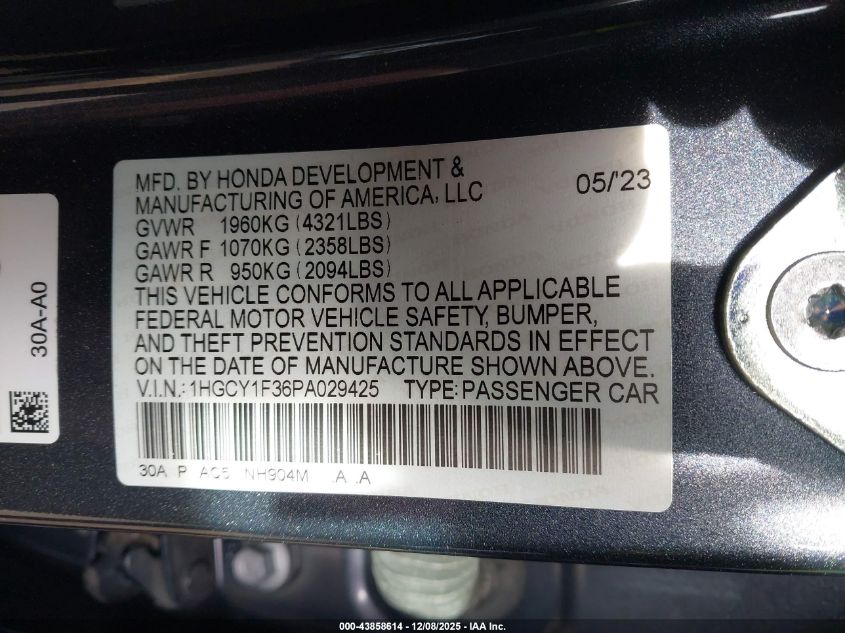 MFD. BY HONDA DEVELOPMENT &
MANUFACTURING OF AMERICA, LLC
05/'23
GVWR 1960KG (4321LBS)
GAWR F 1070KG (2358LBS)
GAWR R 950KG (2094LBS)
THIS VEHICLE CONFORMS TO ALL APPLICABLE
FEDERAL MOTOR VEHICLE SAFETY, BUMPER,
AND THEFT PREVENTION STANDARDS IN EFFECT
ON THE DATE OF MANUFACTURE SHOWN ABOVE.
V.I.N.: 1HGCY1F36PA029425 TYPE: PASSENGER CAR
30A P AC5 NH904M .A .A
30A-A0
000-43858614 - 12/08/2025 - IAA Inc.